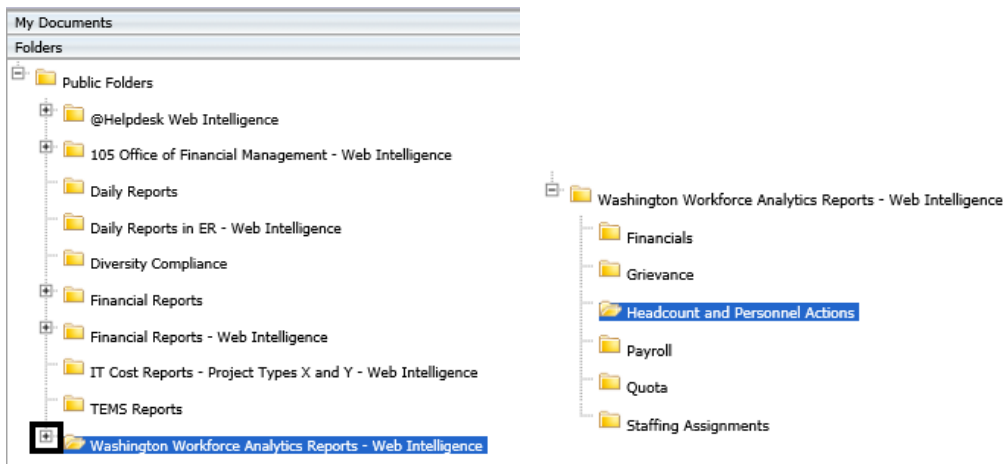 My Documents
Folders
Public Folders
@Helpdesk Web Intelligence
105 Office of Financial Management - Web Intelligence
Daily Reports
Daily Reports in ER - Web Intelligence
Diversity Compliance
Financial Reports
Financial Reports - Web Intelligence
IT Cost Reports - Project Types X and Y - Web Intelligence
TEMS Reports
Washington Workforce Analytics Reports - Web Intelligence
Washington Workforce Analytics Reports - Web Intelligence
Financials
Grievance
Headcount and Personnel Actions
Payroll
Quota
Staffing Assignments